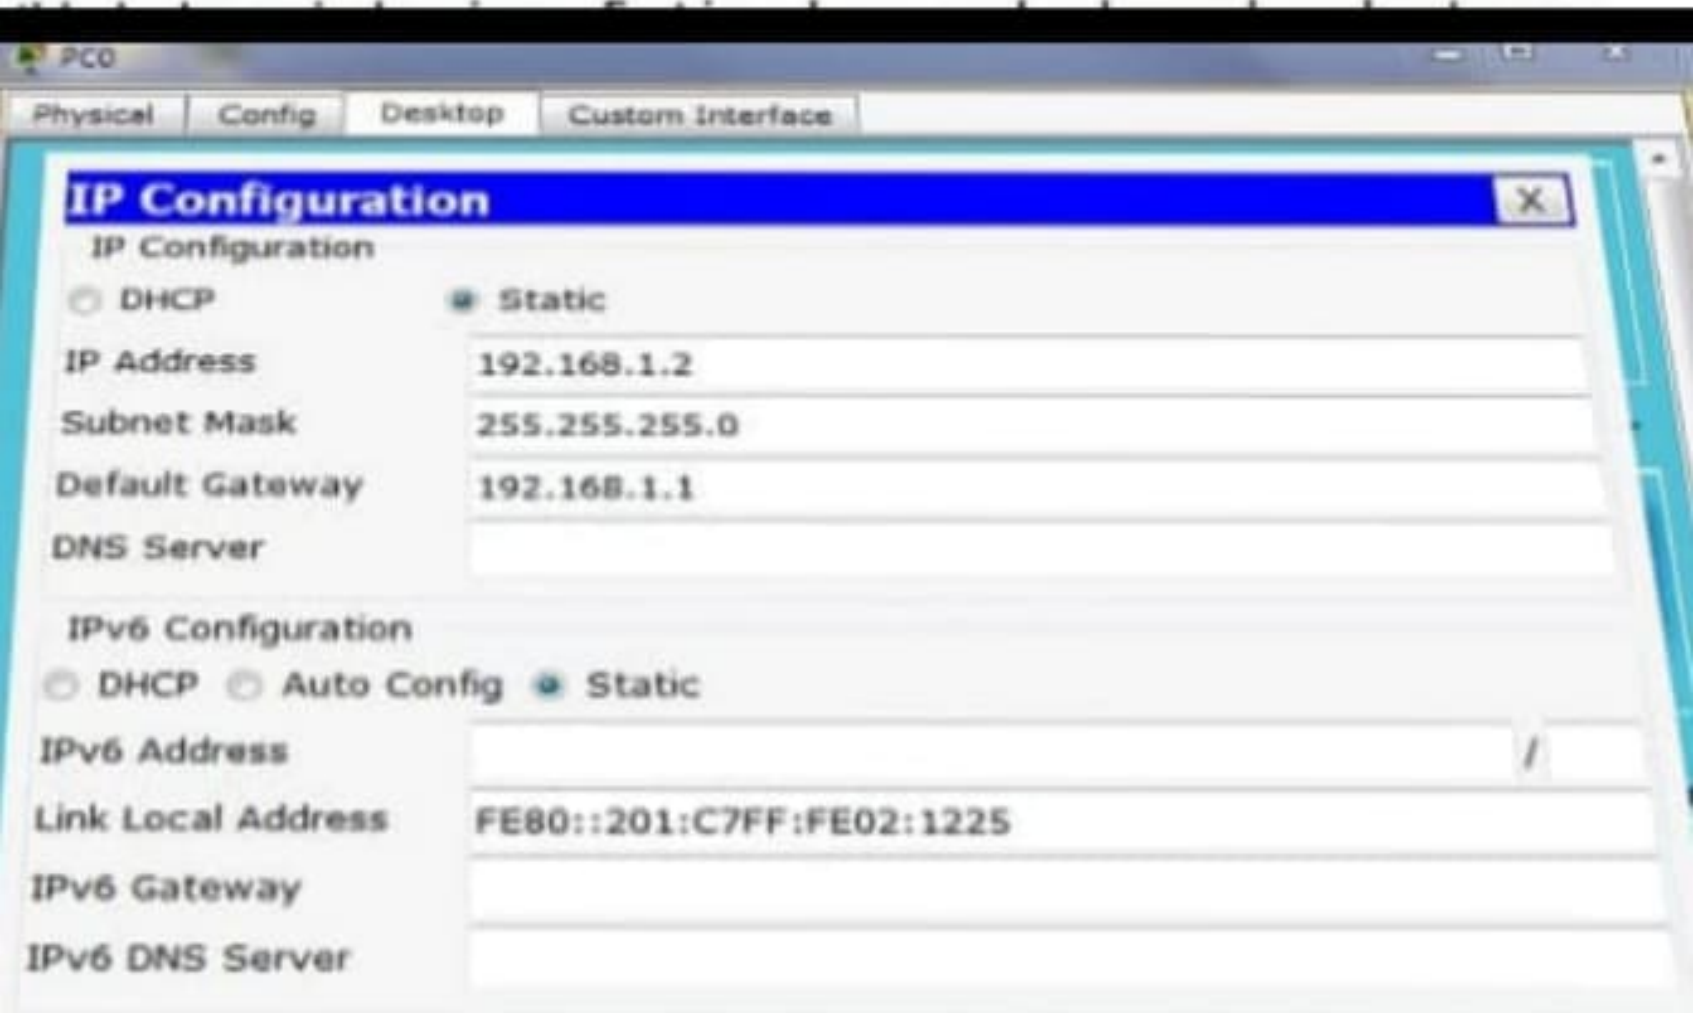 PC0
Physical Config Desktop Custom Interface
IP Configuration X
IP Configuration
DHCP Static
IP Address 192.168.1.2
Subnet Mask 255.255.255.0
Default Gateway 192.168.1.1
DNS Server
IPv6 Configuration
DHCP Auto Config Static
IPv6 Address /
Link Local Address FE80::201:C7FF:FE02:1225
IPv6 Gateway
IPv6 DNS Server